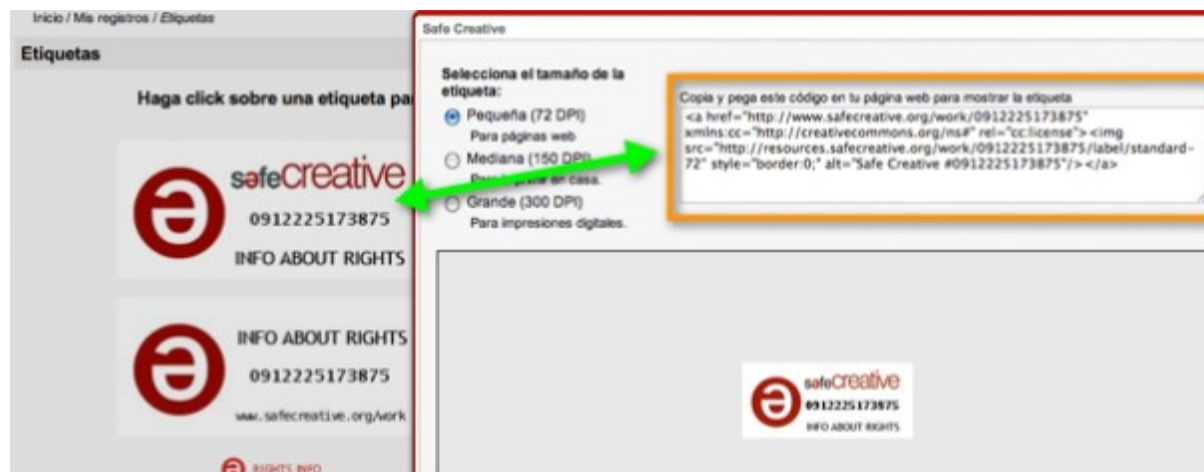 Inicio / Mis registros / Etiquetas
Etiquetas
Haga click sobre una etiqueta pa
safecreative
0912225173875
INFO ABOUT RIGHTS
INFO ABOUT RIGHTS
0912225173875
www.safecreative.org/work
RIGHTS INFO
Safe Creative
Selecciona el tamaño de la
etiqueta:
Pequeña (72 DPI)
Para páginas web
Mediana (150 DPI)
Para imprimir en casa.
Grande (300 DPI)
Para impresiones digitales.
Copia y pega este código en tu página web para mostrar la etiqueta
<a href="http://www.safecreative.org/work/0912225173875"
xmlns:cc="http://creativecommons.org/ns#" rel="cc:license"><img
src="http://resources.safecreative.org/work/0912225173875/label/standard-
72" style="border:0;" alt="Safe Creative #0912225173875"/></a>
safecreative
0912225173875
INFO ABOUT RIGHTS